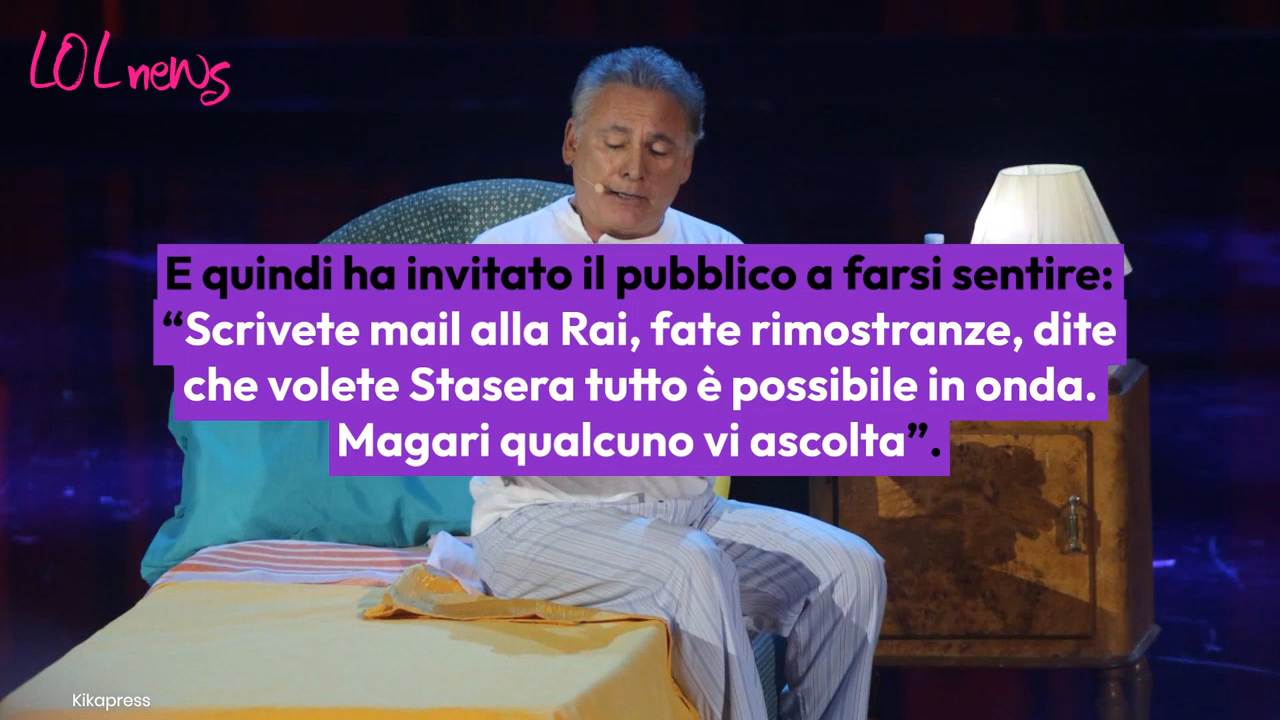 LOL news
E quindi ha invitato il pubblico a farsi sentire:
“Scrivete mail alla Rai, fate rimostranze, dite
che volete Stasera tutto è possibile in onda.
Magari qualcuno vi ascolta”.
Kikapress